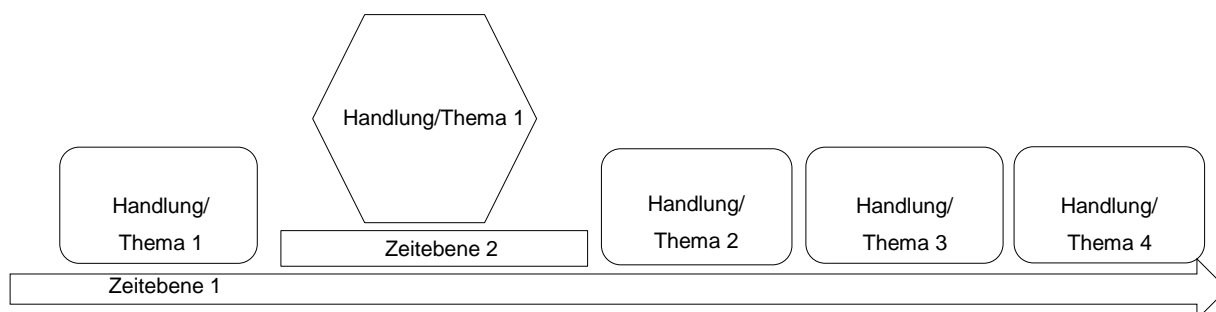 Handlung/Thema 1
Handlung/
Thema 1
Handlung/
Thema 2
Handlung/
Thema 3
Handlung/
Thema 4
Zeitebene 2
Zeitebene 1